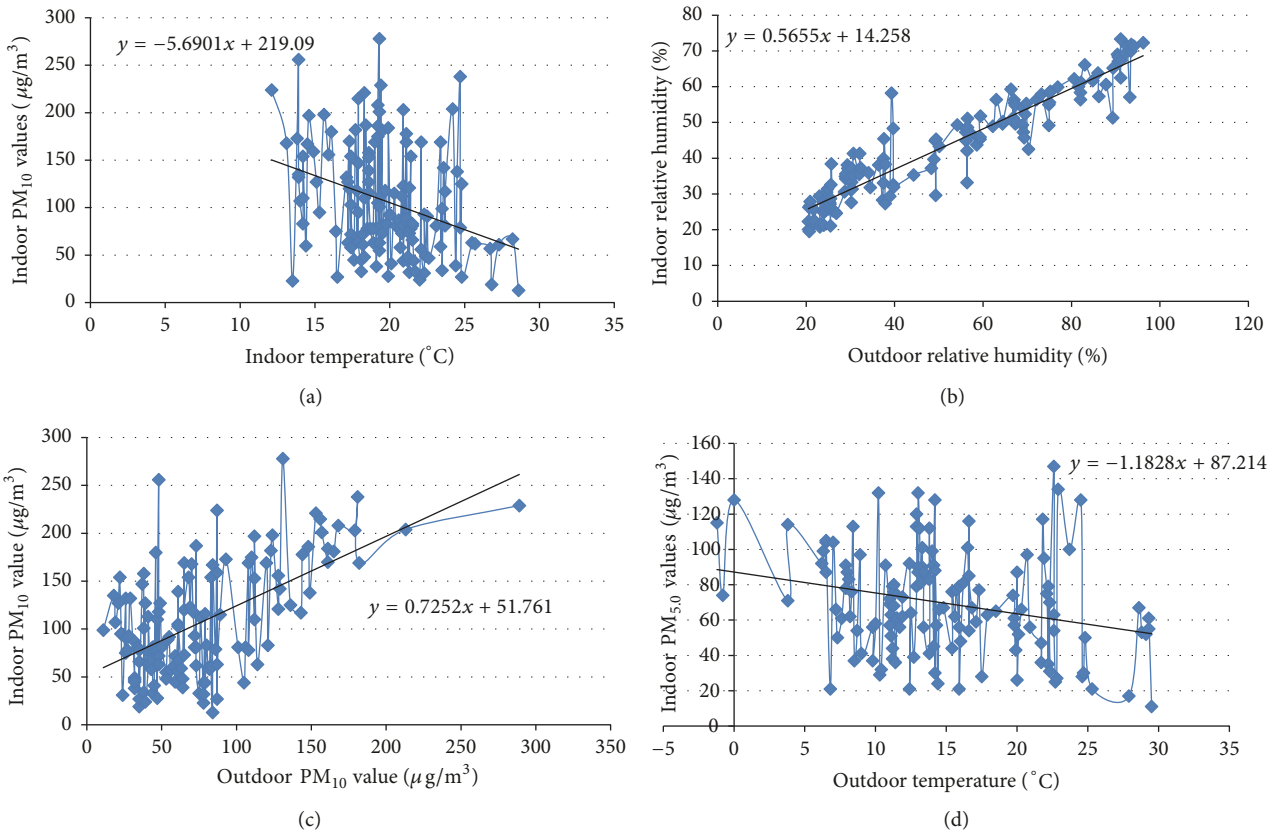 y = −5.6901x + 219.09
Indoor PM10 values (μg/m3)
300
250
200
150
100
50
0
0 5 10 15 20 25 30 35
Indoor temperature (°C)
(a)
y = 0.5655x + 14.258
Indoor relative humidity (%)
80
70
60
50
40
30
20
10
0
0 20 40 60 80 100 120
Outdoor relative humidity (%)
(b)
Indoor PM10 value (μg/m3)
300
250
200
150
100
50
0
y = 0.7252x + 51.761
0 50 100 150 200 250 300 350
Outdoor PM10 value (μg/m3)
(c)
y = −1.1828x + 87.214
Indoor PM5.0 values (μg/m3)
160
140
120
100
80
60
40
20
0
−5 0 5 10 15 20 25 30 35
Outdoor temperature (°C)
(d)